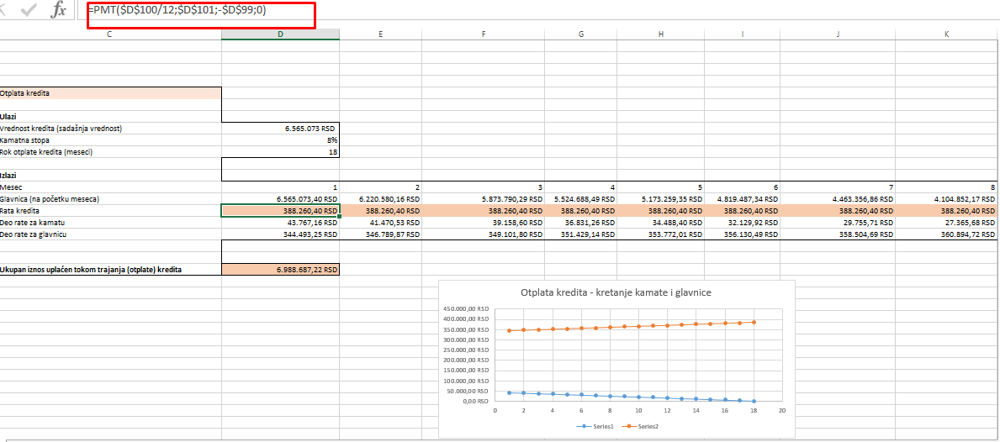 fx =PMT($D$100/12;$D$101;-$D$99;0)
C D E F G H I J K
Otplata kredita
Ulazi
Vrednost kredita (sadašnja vrednost) 6.565.073 RSD
Kamatna stopa 8%
Rok otplate kredita (meseci) 18
Izlazi
Mesec 1 2 3 4 5 6 7 8
Glavnica (na početku meseca) 6.565.073,40 RSD 6.220.580,16 RSD 5.873.790,29 RSD 5.524.688,49 RSD 5.173.259,35 RSD 4.819.487,34 RSD 4.463.356,86 RSD 4.104.852,17 RSD
Rata kredita 388.260,40 RSD 388.260,40 RSD 388.260,40 RSD 388.260,40 RSD 388.260,40 RSD 388.260,40 RSD 388.260,40 RSD 388.260,40 RSD
Deo rate za kamatu 43.767,16 RSD 41.470,53 RSD 39.158,60 RSD 36.831,26 RSD 34.488,40 RSD 32.129,92 RSD 29.755,71 RSD 27.365,68 RSD
Deo rate za glavnicu 344.493,25 RSD 346.789,87 RSD 349.101,80 RSD 351.429,14 RSD 353.772,01 RSD 356.130,49 RSD 358.504,69 RSD 360.894,72 RSD
Ukupan iznos uplaćen tokom trajanja (otplate) kredita 6.988.687,22 RSD
Otplata kredita - kretanje kamate i glavnice
450.000,00 RSD
400.000,00 RSD
350.000,00 RSD
300.000,00 RSD
250.000,00 RSD
200.000,00 RSD
150.000,00 RSD
100.000,00 RSD
50.000,00 RSD
0,00 RSD
0 2 4 6 8 10 12 14 16 18 20
Series1 Series2